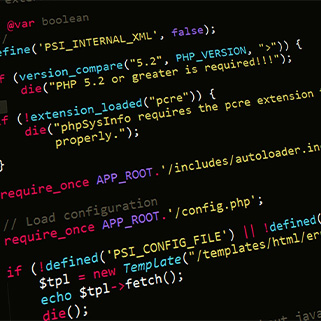 @var boolean
/
efine('PSI_INTERNAL_XML', false);
f (version_compare("5.2", PHP_VERSION, ">")) {
die("PHP 5.2 or greater is required!!!");
f (!extension_loaded("pcre")) {
die("phpSysInfo requires the pcre extension
properly.");
}
require_once APP_ROOT.'/includes/autoloader.in
// Load configuration
require_once APP_ROOT.'/config.php';
if (!defined('PSI_CONFIG_FILE') || !defined(
$tpl = new Template("/templates/html/er
echo $tpl->fetch();
die();